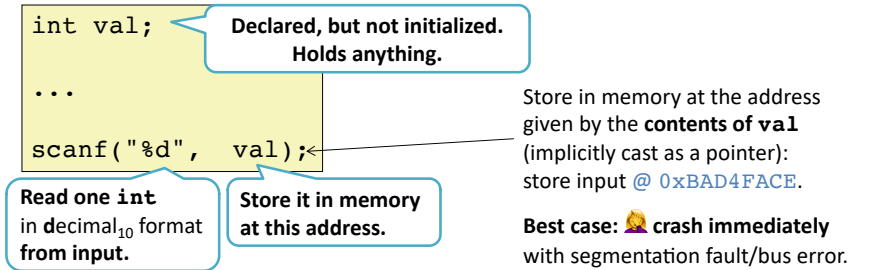 int val;
Declared, but not initialized.
Holds anything.
...
Store in memory at the address
given by the contents of val
(implicitly cast as a pointer):
store input @ 0xBAD4FACE.
scanf("%d", val);
Read one int
in decimal10 format
from input.
Store it in memory
at this address.
Best case: 🤦‍♀️ crash immediately
with segmentation fault/bus error.